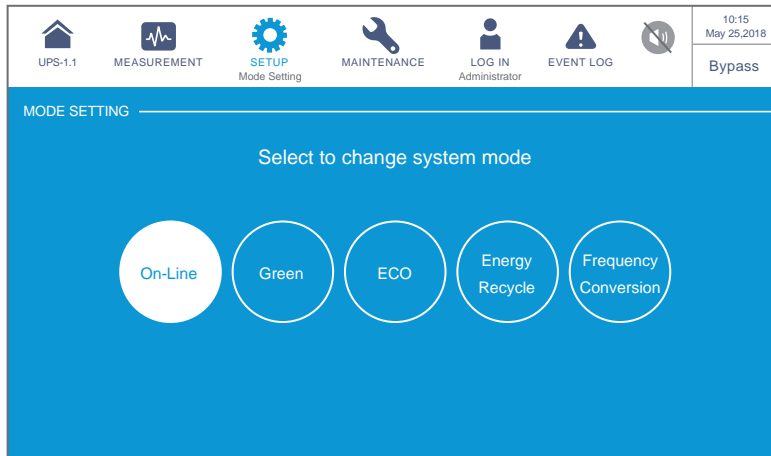 UPS-1.1
MEASUREMENT
SETUP
Mode Setting
MAINTENANCE
LOG IN
Administrator
EVENT LOG
10:15
May 25,2018
Bypass
MODE SETTING
Select to change system mode
On-Line
Green
ECO
Energy
Recycle
Frequency
Conversion